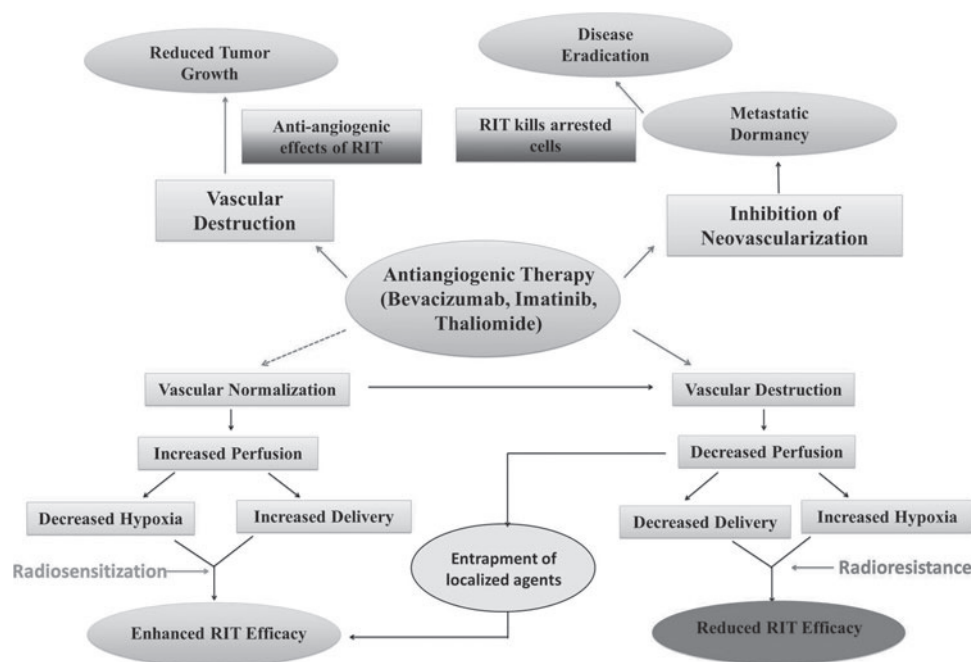 Reduced Tumor
Growth
Disease
Eradication
Anti-angiogenic
effects of RIT
RIT kills arrested
cells
Metastatic
Dormancy
Vascular
Destruction
Inhibition of
Neovascularization
Antiangiogenic Therapy
(Bevacizumab, Imatinib,
Thaliomide)
Vascular Normalization
Vascular Destruction
Increased Perfusion
Decreased Perfusion
Decreased Hypoxia
Increased Delivery
Decreased Delivery
Increased Hypoxia
Radiosensitization
Entrapment of
localized agents
Radioresistance
Enhanced RIT Efficacy
Reduced RIT Efficacy